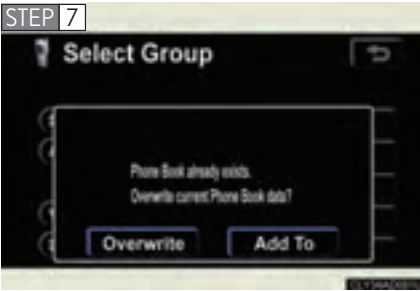 STEP 7
Select Group
Phone Book already exists.
Overwrite current Phone Book data?
Overwrite
Add To